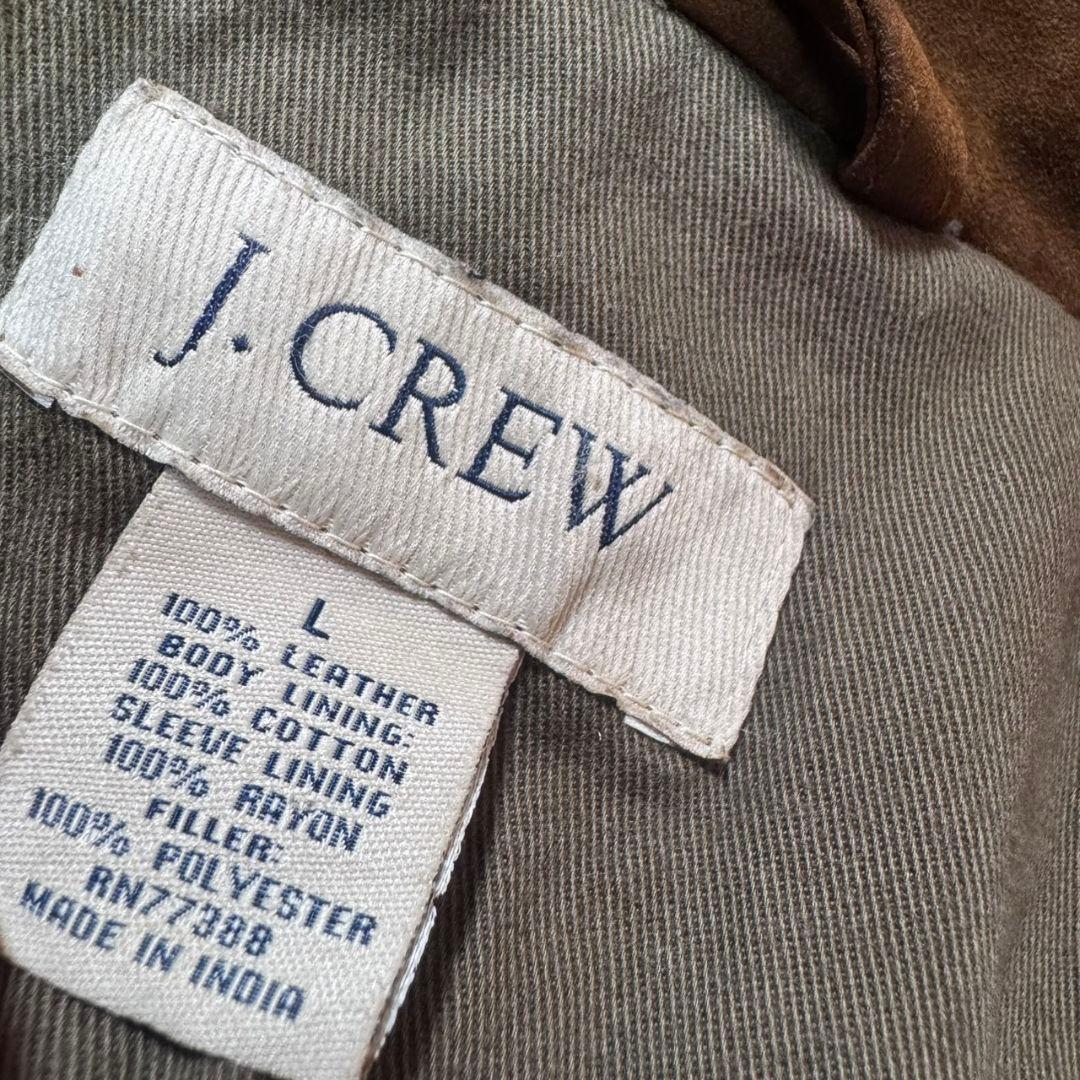 J. CREW
L
100% LEATHER
BODY LINING:
100% COTTON
SLEEVE LINING
100% RAYON
FILLER:
100% POLYESTER
RN77388
MADE IN INDIA